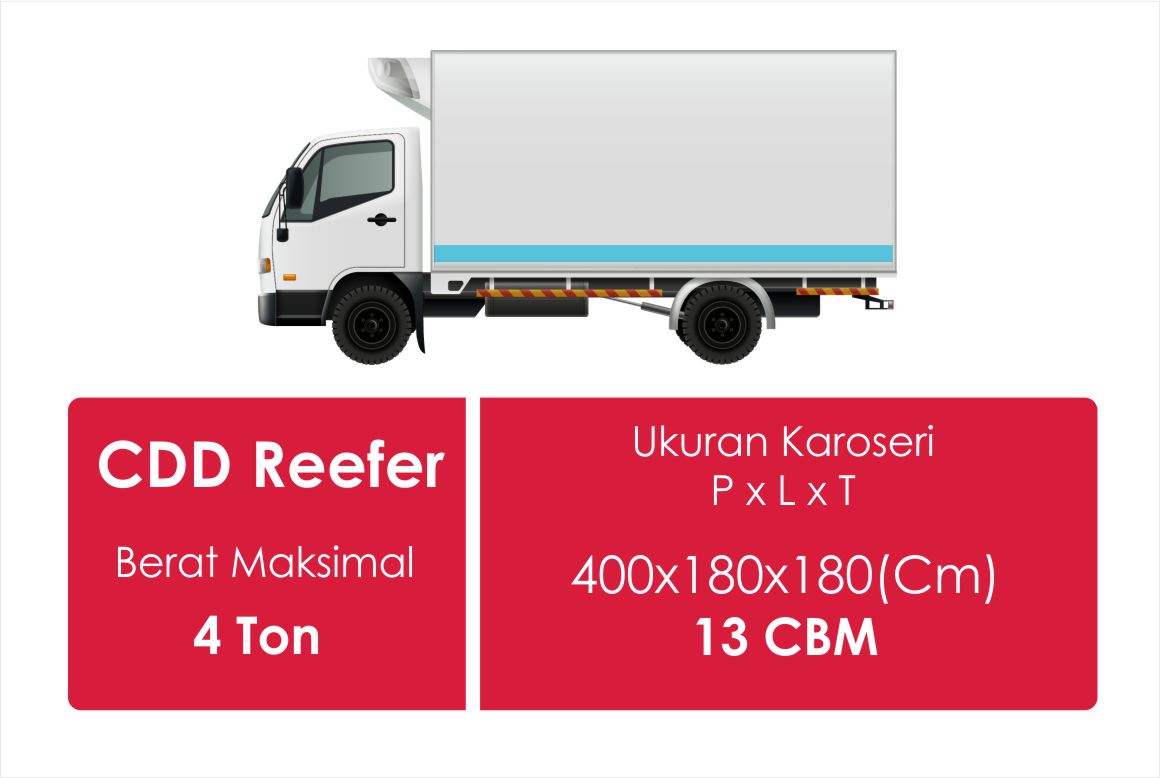 CDD Reefer
Berat Maksimal
4 Ton
Ukuran Karoseri
P x L x T
400x180x180(Cm)
13 CBM